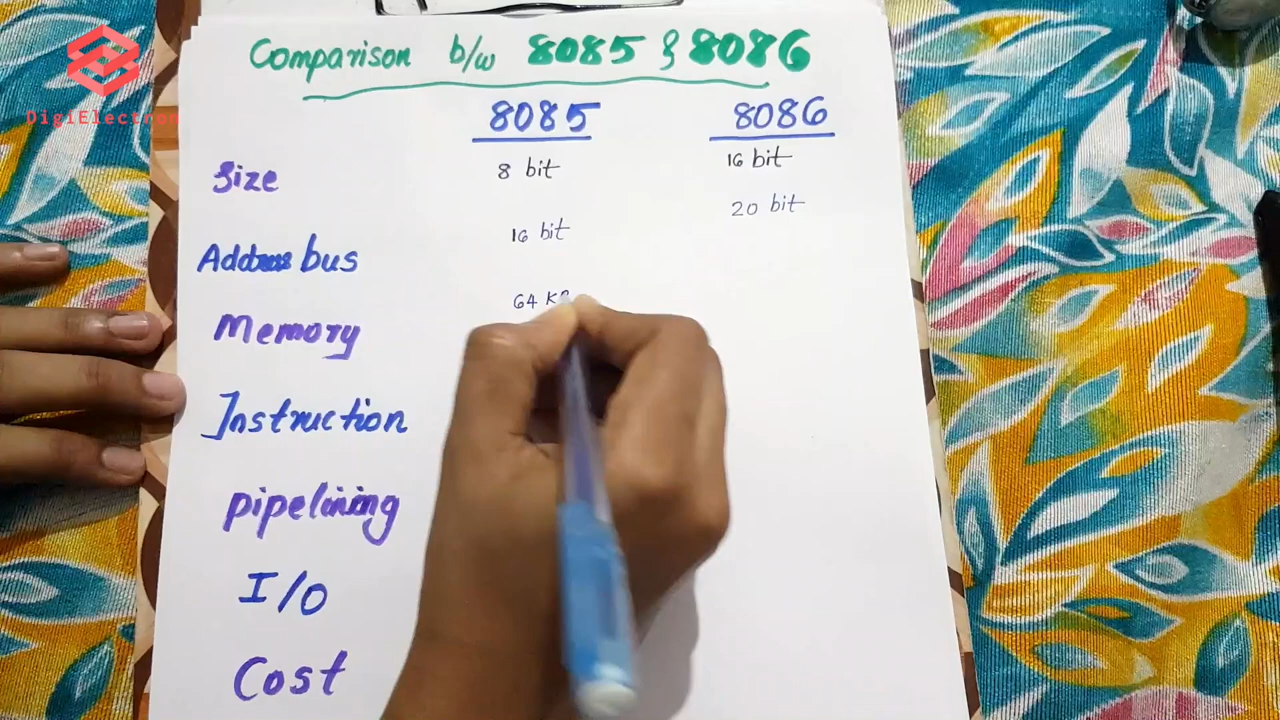 Comparison b/w 8085 & 8086
DigiElectron
8085 8086
Size 8 bit 16 bit
20 bit
Address bus 16 bit
Memory 64
Instruction
pipelining
I/O
Cost